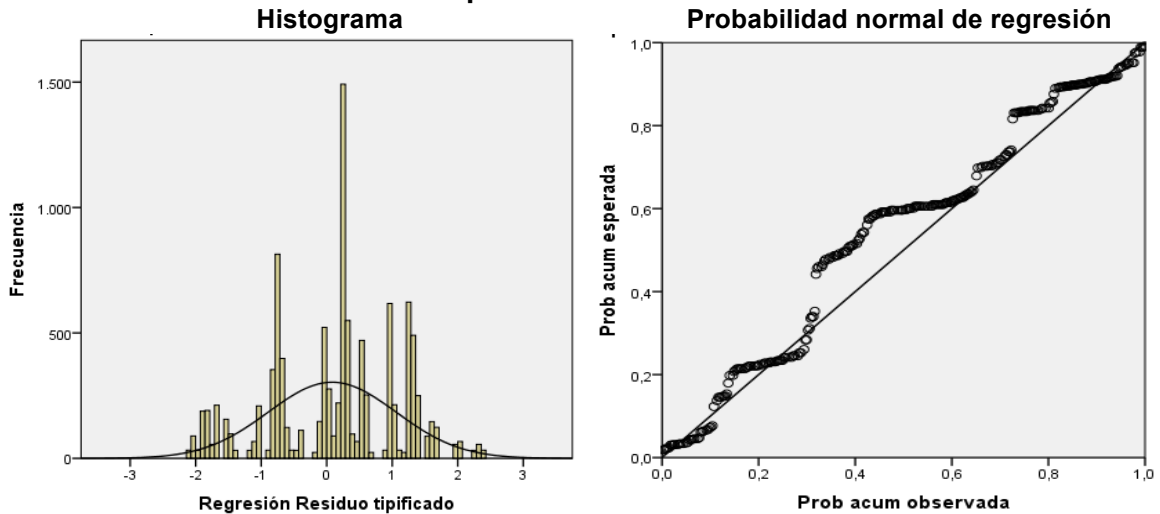 Histograma
Frecuencia
1.500
1.000
500
0
-3 -2 -1 0 1 2 3
Regresión Residuo tipificado
Probabilidad normal de regresión
Prob acum esperada
1,0
0,8
0,6
0,4
0,2
0,0
0,0 0,2 0,4 0,6 0,8 1,0
Prob acum observada